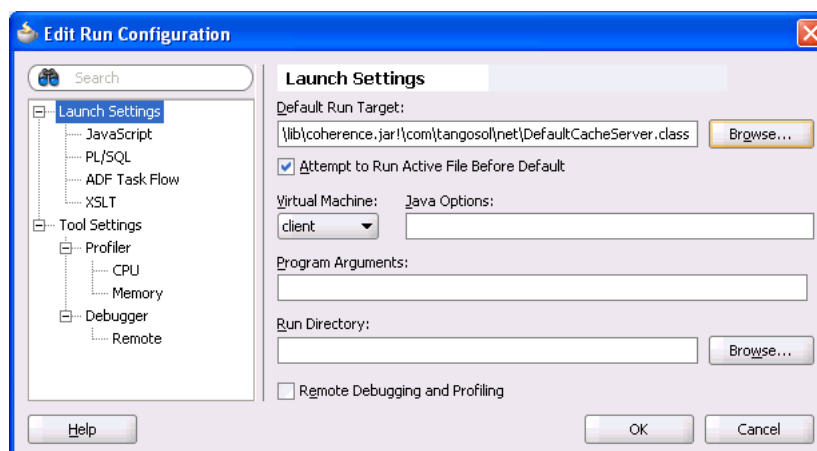 Edit Run Configuration
Search
Launch Settings
JavaScript
PL/SQL
ADF Task Flow
XSLT
Tool Settings
Profiler
CPU
Memory
Debugger
Remote
Launch Settings
Default Run Target:
\lib\coherence.jar!\com\tangosol\net\DefaultCacheServer.class Browse...
Attempt to Run Active File Before Default
Virtual Machine: Java Options:
client
Program Arguments:
Run Directory:
Browse...
Remote Debugging and Profiling
Help OK Cancel